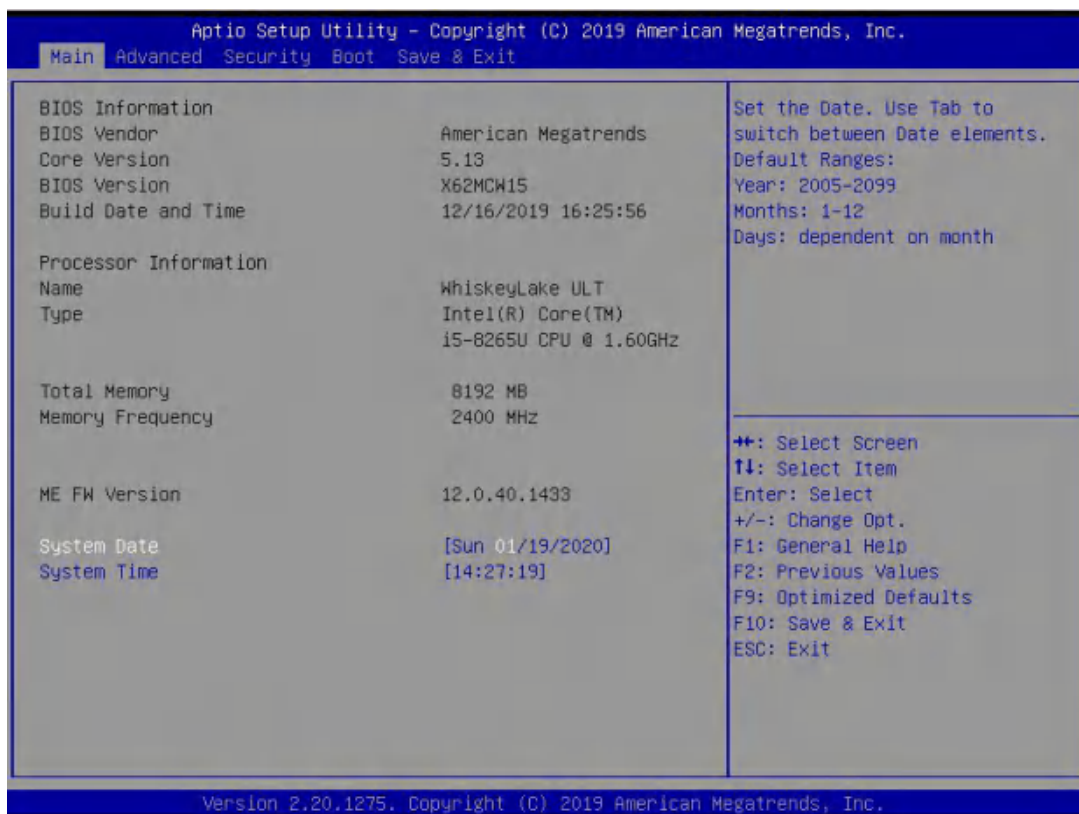 Aptio Setup Utility – Copyright (C) 2019 American Megatrends, Inc.
Main Advanced Security Boot Save & Exit
BIOS Information
BIOS Vendor American Megatrends
Core Version 5.13
BIOS Version X62MCW15
Build Date and Time 12/16/2019 16:25:56
Processor Information
Name WhiskeyLake ULT
Type Intel(R) Core(TM)
i5-8265U CPU @ 1.60GHz
Total Memory 8192 MB
Memory Frequency 2400 MHz
ME FW Version 12.0.40.1433
System Date [Sun 01/19/2020]
System Time [14:27:19]
Set the Date. Use Tab to
switch between Date elements.
Default Ranges:
Year: 2005-2099
Months: 1-12
Days: dependent on month
→←: Select Screen
↑↓: Select Item
Enter: Select
+/-: Change Opt.
F1: General Help
F2: Previous Values
F9: Optimized Defaults
F10: Save & Exit
ESC: Exit
Version 2.20.1275. Copyright (C) 2019 American Megatrends, Inc.